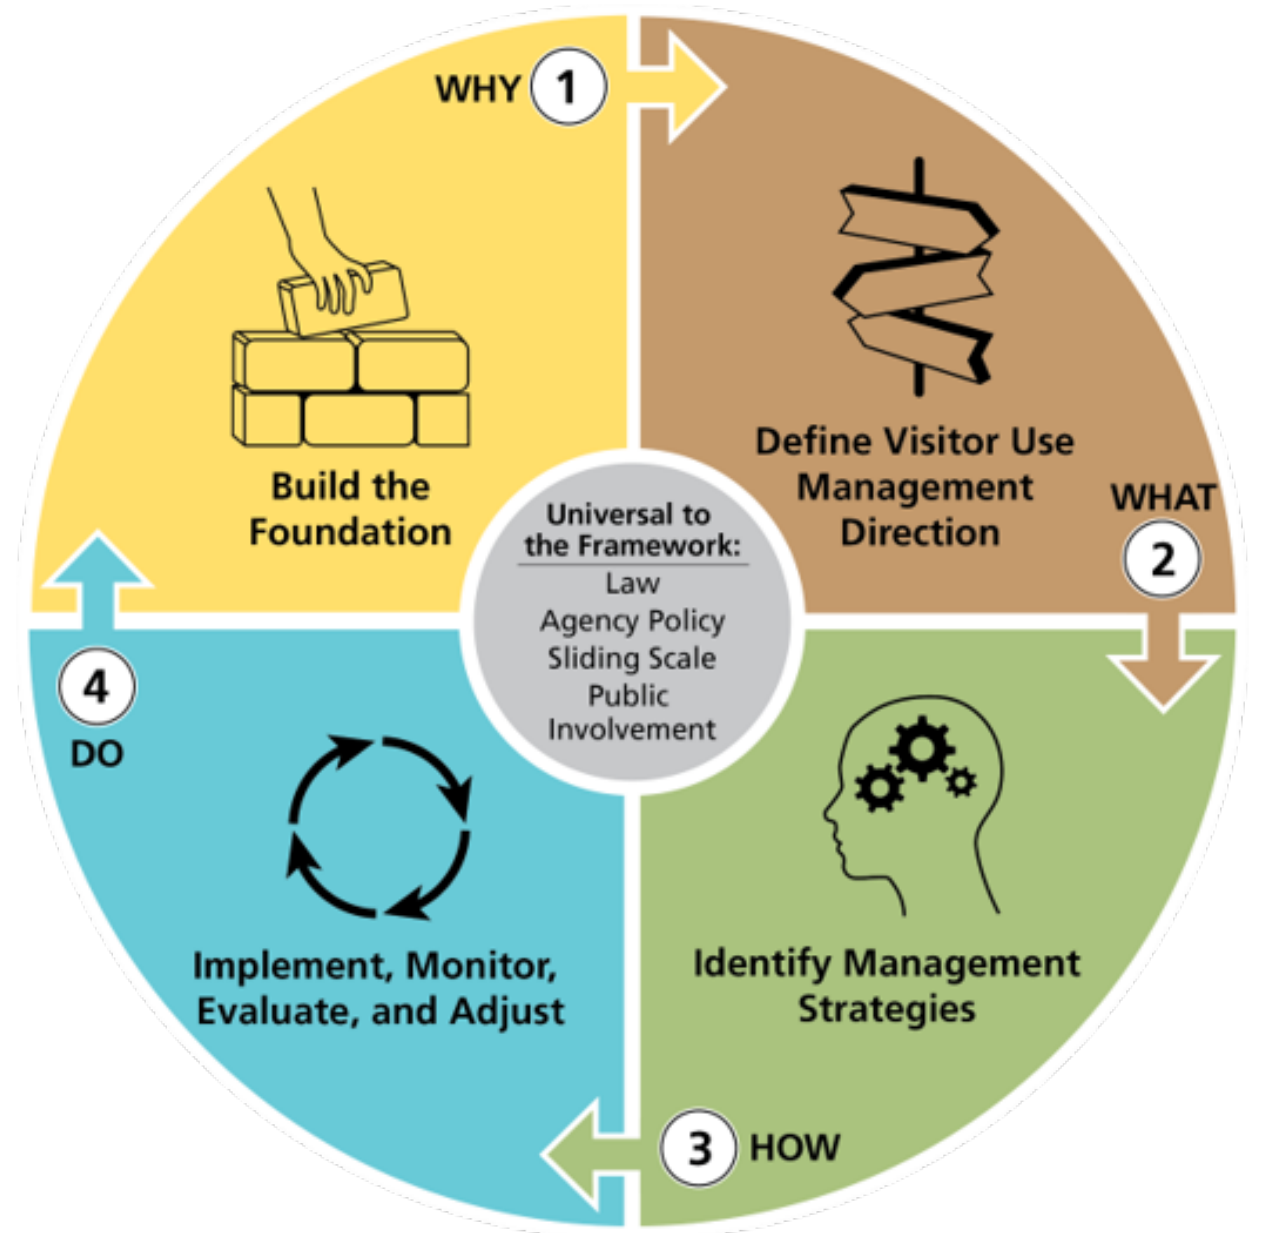 WHY 1
Build the
Foundation
Define Visitor Use
Management
Direction
WHAT
2
Universal to
the Framework:
Law
Agency Policy
Sliding Scale
Public
Involvement
Identify Management
Strategies
3 HOW
4
DO
Implement, Monitor,
Evaluate, and Adjust